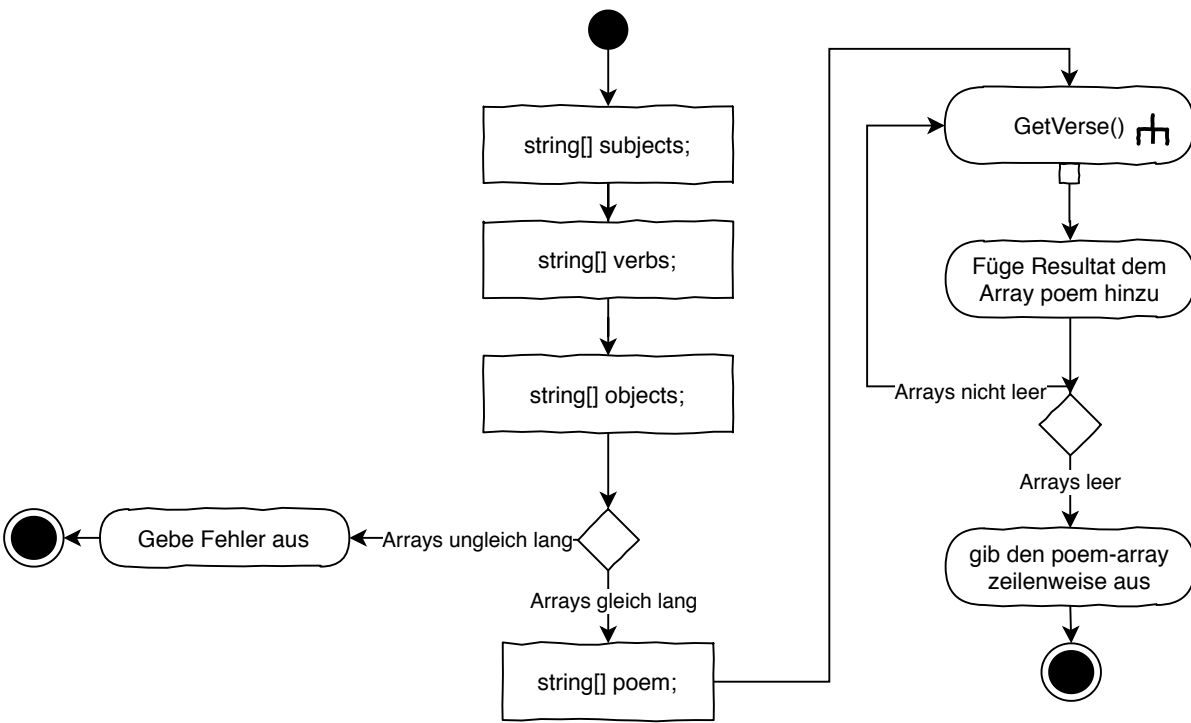 string[] subjects;
string[] verbs;
string[] objects;
Arrays ungleich lang
Gebe Fehler aus
Arrays gleich lang
string[] poem;
GetVerse()
Füge Resultat dem
Array poem hinzu
Arrays nicht leer
Arrays leer
gib den poem-array
zeilenweise aus